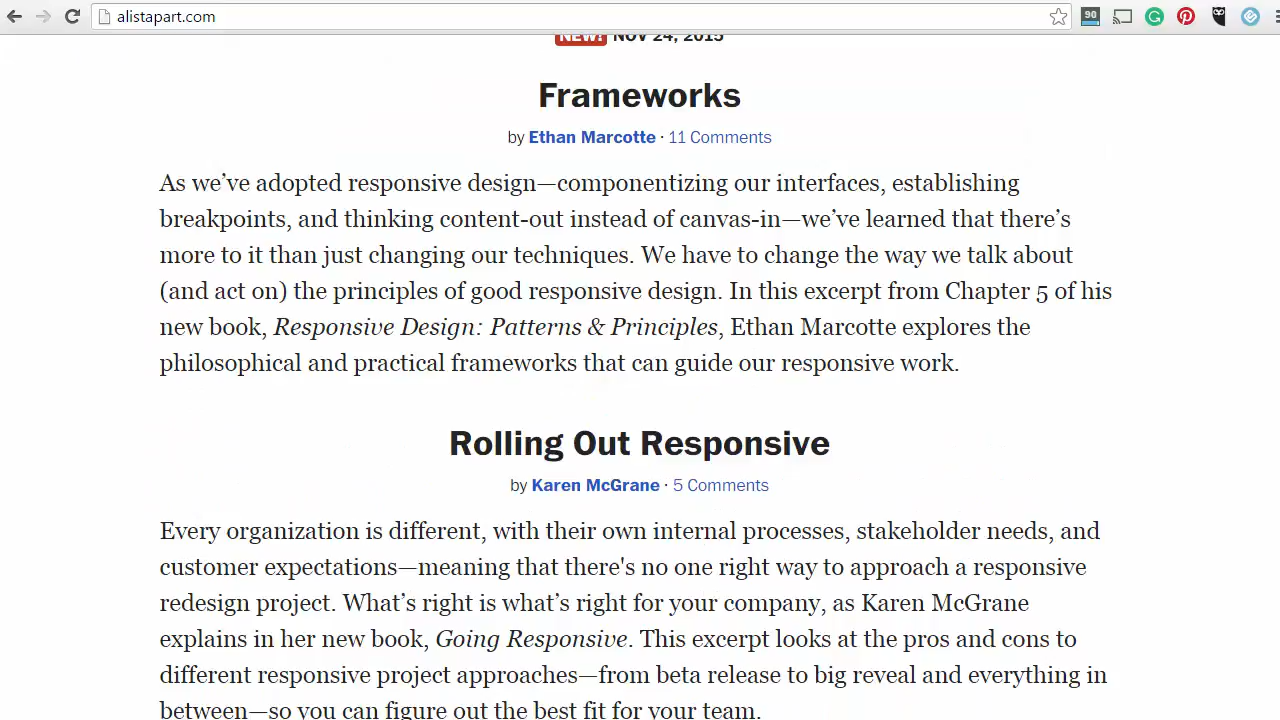 alistapart.com
90
NEW! NOV 24, 2015
Frameworks
by Ethan Marcotte · 11 Comments
As we’ve adopted responsive design—componentizing our interfaces, establishing
breakpoints, and thinking content-out instead of canvas-in—we’ve learned that there’s
more to it than just changing our techniques. We have to change the way we talk about
(and act on) the principles of good responsive design. In this excerpt from Chapter 5 of his
new book, Responsive Design: Patterns & Principles, Ethan Marcotte explores the
philosophical and practical frameworks that can guide our responsive work.
Rolling Out Responsive
by Karen McGrane · 5 Comments
Every organization is different, with their own internal processes, stakeholder needs, and
customer expectations—meaning that there's no one right way to approach a responsive
redesign project. What’s right is what’s right for your company, as Karen McGrane
explains in her new book, Going Responsive. This excerpt looks at the pros and cons to
different responsive project approaches—from beta release to big reveal and everything in
between—so you can figure out the best fit for your team.